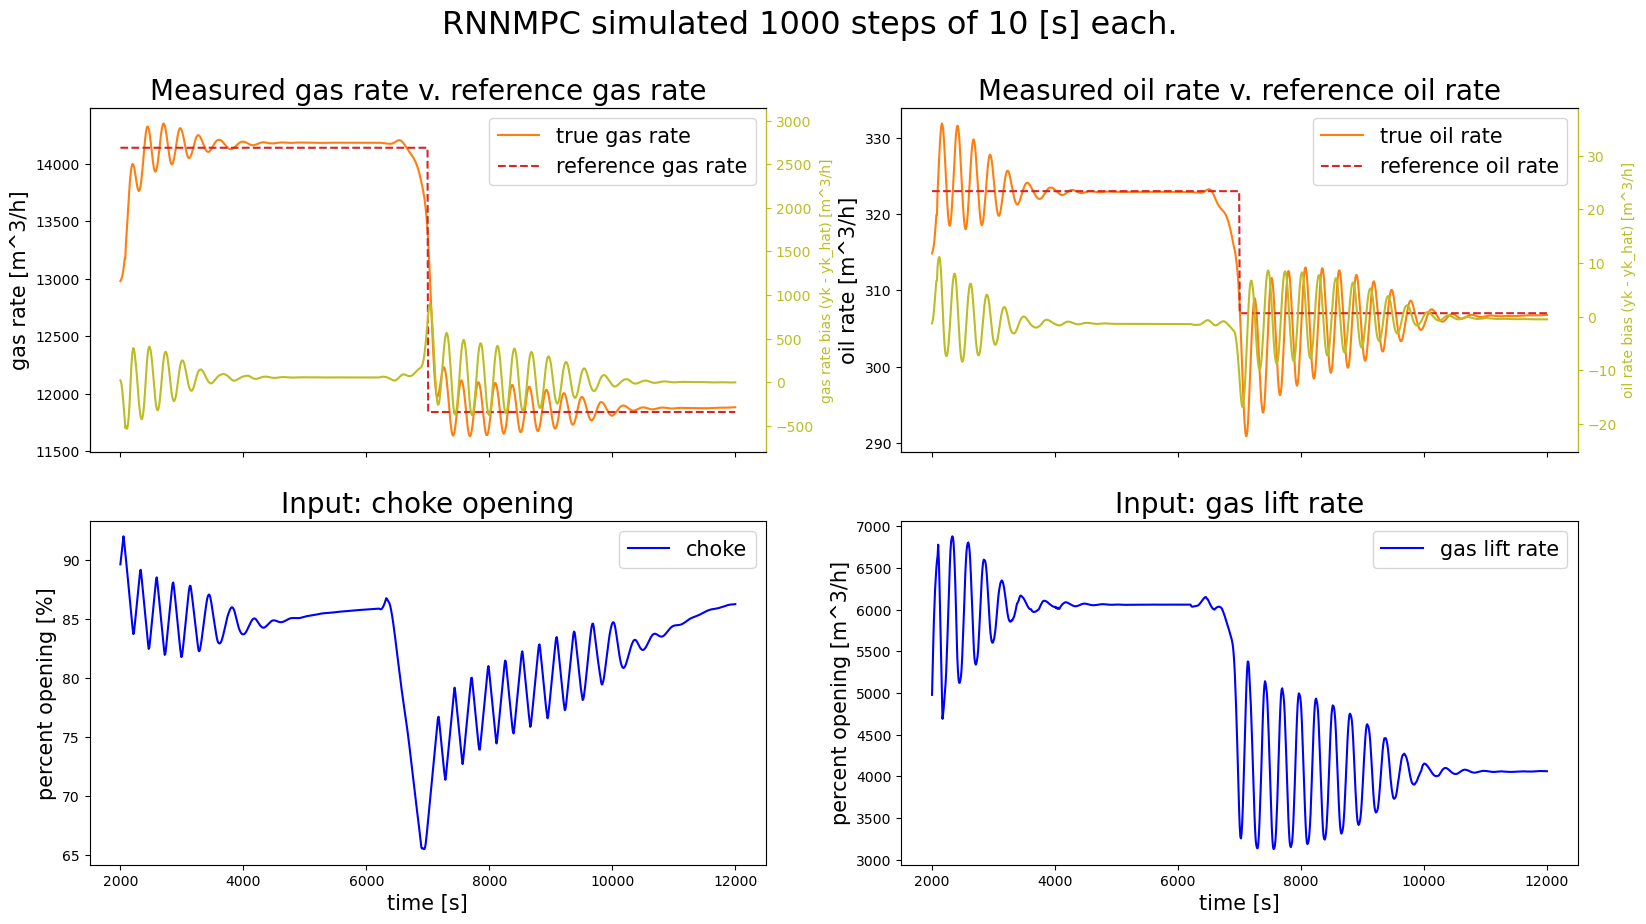 RNNMPC simulated 1000 steps of 10 [s] each.
Measured gas rate v. reference gas rate
true gas rate
reference gas rate
gas rate [m^3/h]
14000
13500
13000
12500
12000
11500
gas rate bias (yk - yk_hat) [m^3/h]
3000
2500
2000
1500
1000
500
0
−500
Measured oil rate v. reference oil rate
true oil rate
reference oil rate
oil rate [m^3/h]
330
320
310
300
290
oil rate bias (yk - yk_hat) [m^3/h]
30
20
10
0
−10
−20
Input: choke opening
choke
percent opening [%]
90
85
80
75
70
65
2000
4000
6000
8000
10000
12000
time [s]
Input: gas lift rate
gas lift rate
percent opening [m^3/h]
7000
6500
6000
5500
5000
4500
4000
3500
3000
2000
4000
6000
8000
10000
12000
time [s]